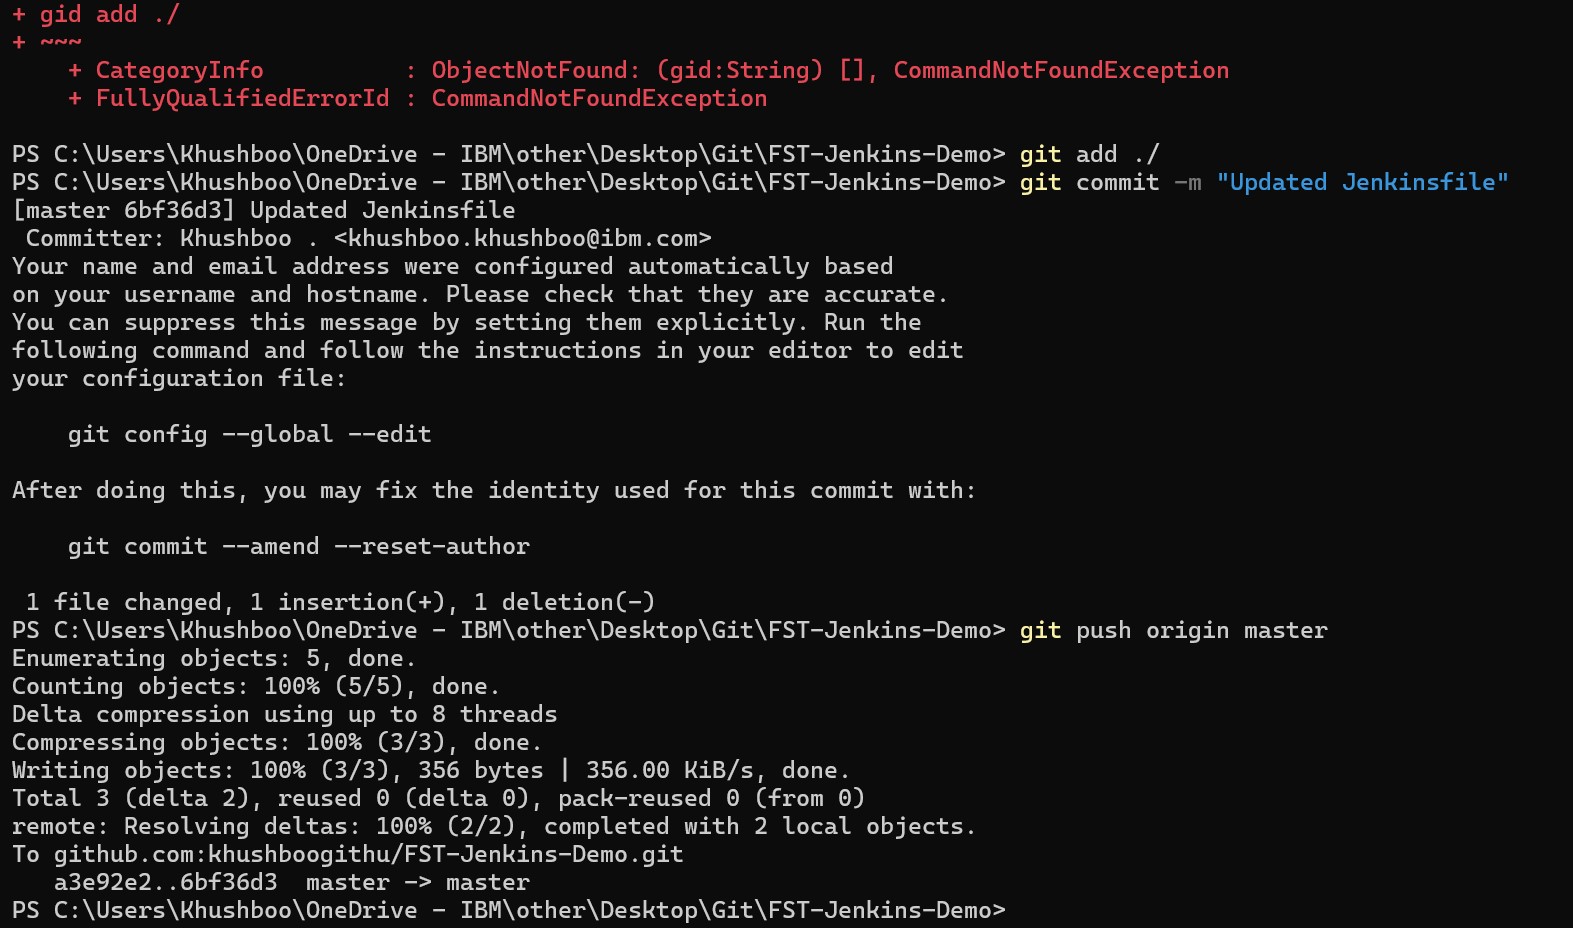 + gid add ./
+ ~~~
    + CategoryInfo          : ObjectNotFound: (gid:String) [], CommandNotFoundException
    + FullyQualifiedErrorId : CommandNotFoundException

PS C:\Users\Khushboo\OneDrive - IBM\other\Desktop\Git\FST-Jenkins-Demo> git add ./
PS C:\Users\Khushboo\OneDrive - IBM\other\Desktop\Git\FST-Jenkins-Demo> git commit -m "Updated Jenkinsfile"
[master 6bf36d3] Updated Jenkinsfile
 Committer: Khushboo . <khushboo.khushboo@ibm.com>
Your name and email address were configured automatically based
on your username and hostname. Please check that they are accurate.
You can suppress this message by setting them explicitly. Run the
following command and follow the instructions in your editor to edit
your configuration file:

    git config --global --edit

After doing this, you may fix the identity used for this commit with:

    git commit --amend --reset-author

 1 file changed, 1 insertion(+), 1 deletion(-)
PS C:\Users\Khushboo\OneDrive - IBM\other\Desktop\Git\FST-Jenkins-Demo> git push origin master
Enumerating objects: 5, done.
Counting objects: 100% (5/5), done.
Delta compression using up to 8 threads
Compressing objects: 100% (3/3), done.
Writing objects: 100% (3/3), 356 bytes | 356.00 KiB/s, done.
Total 3 (delta 2), reused 0 (delta 0), pack-reused 0 (from 0)
remote: Resolving deltas: 100% (2/2), completed with 2 local objects.
To github.com:khushboogithu/FST-Jenkins-Demo.git
   a3e92e2..6bf36d3  master -> master
PS C:\Users\Khushboo\OneDrive - IBM\other\Desktop\Git\FST-Jenkins-Demo>